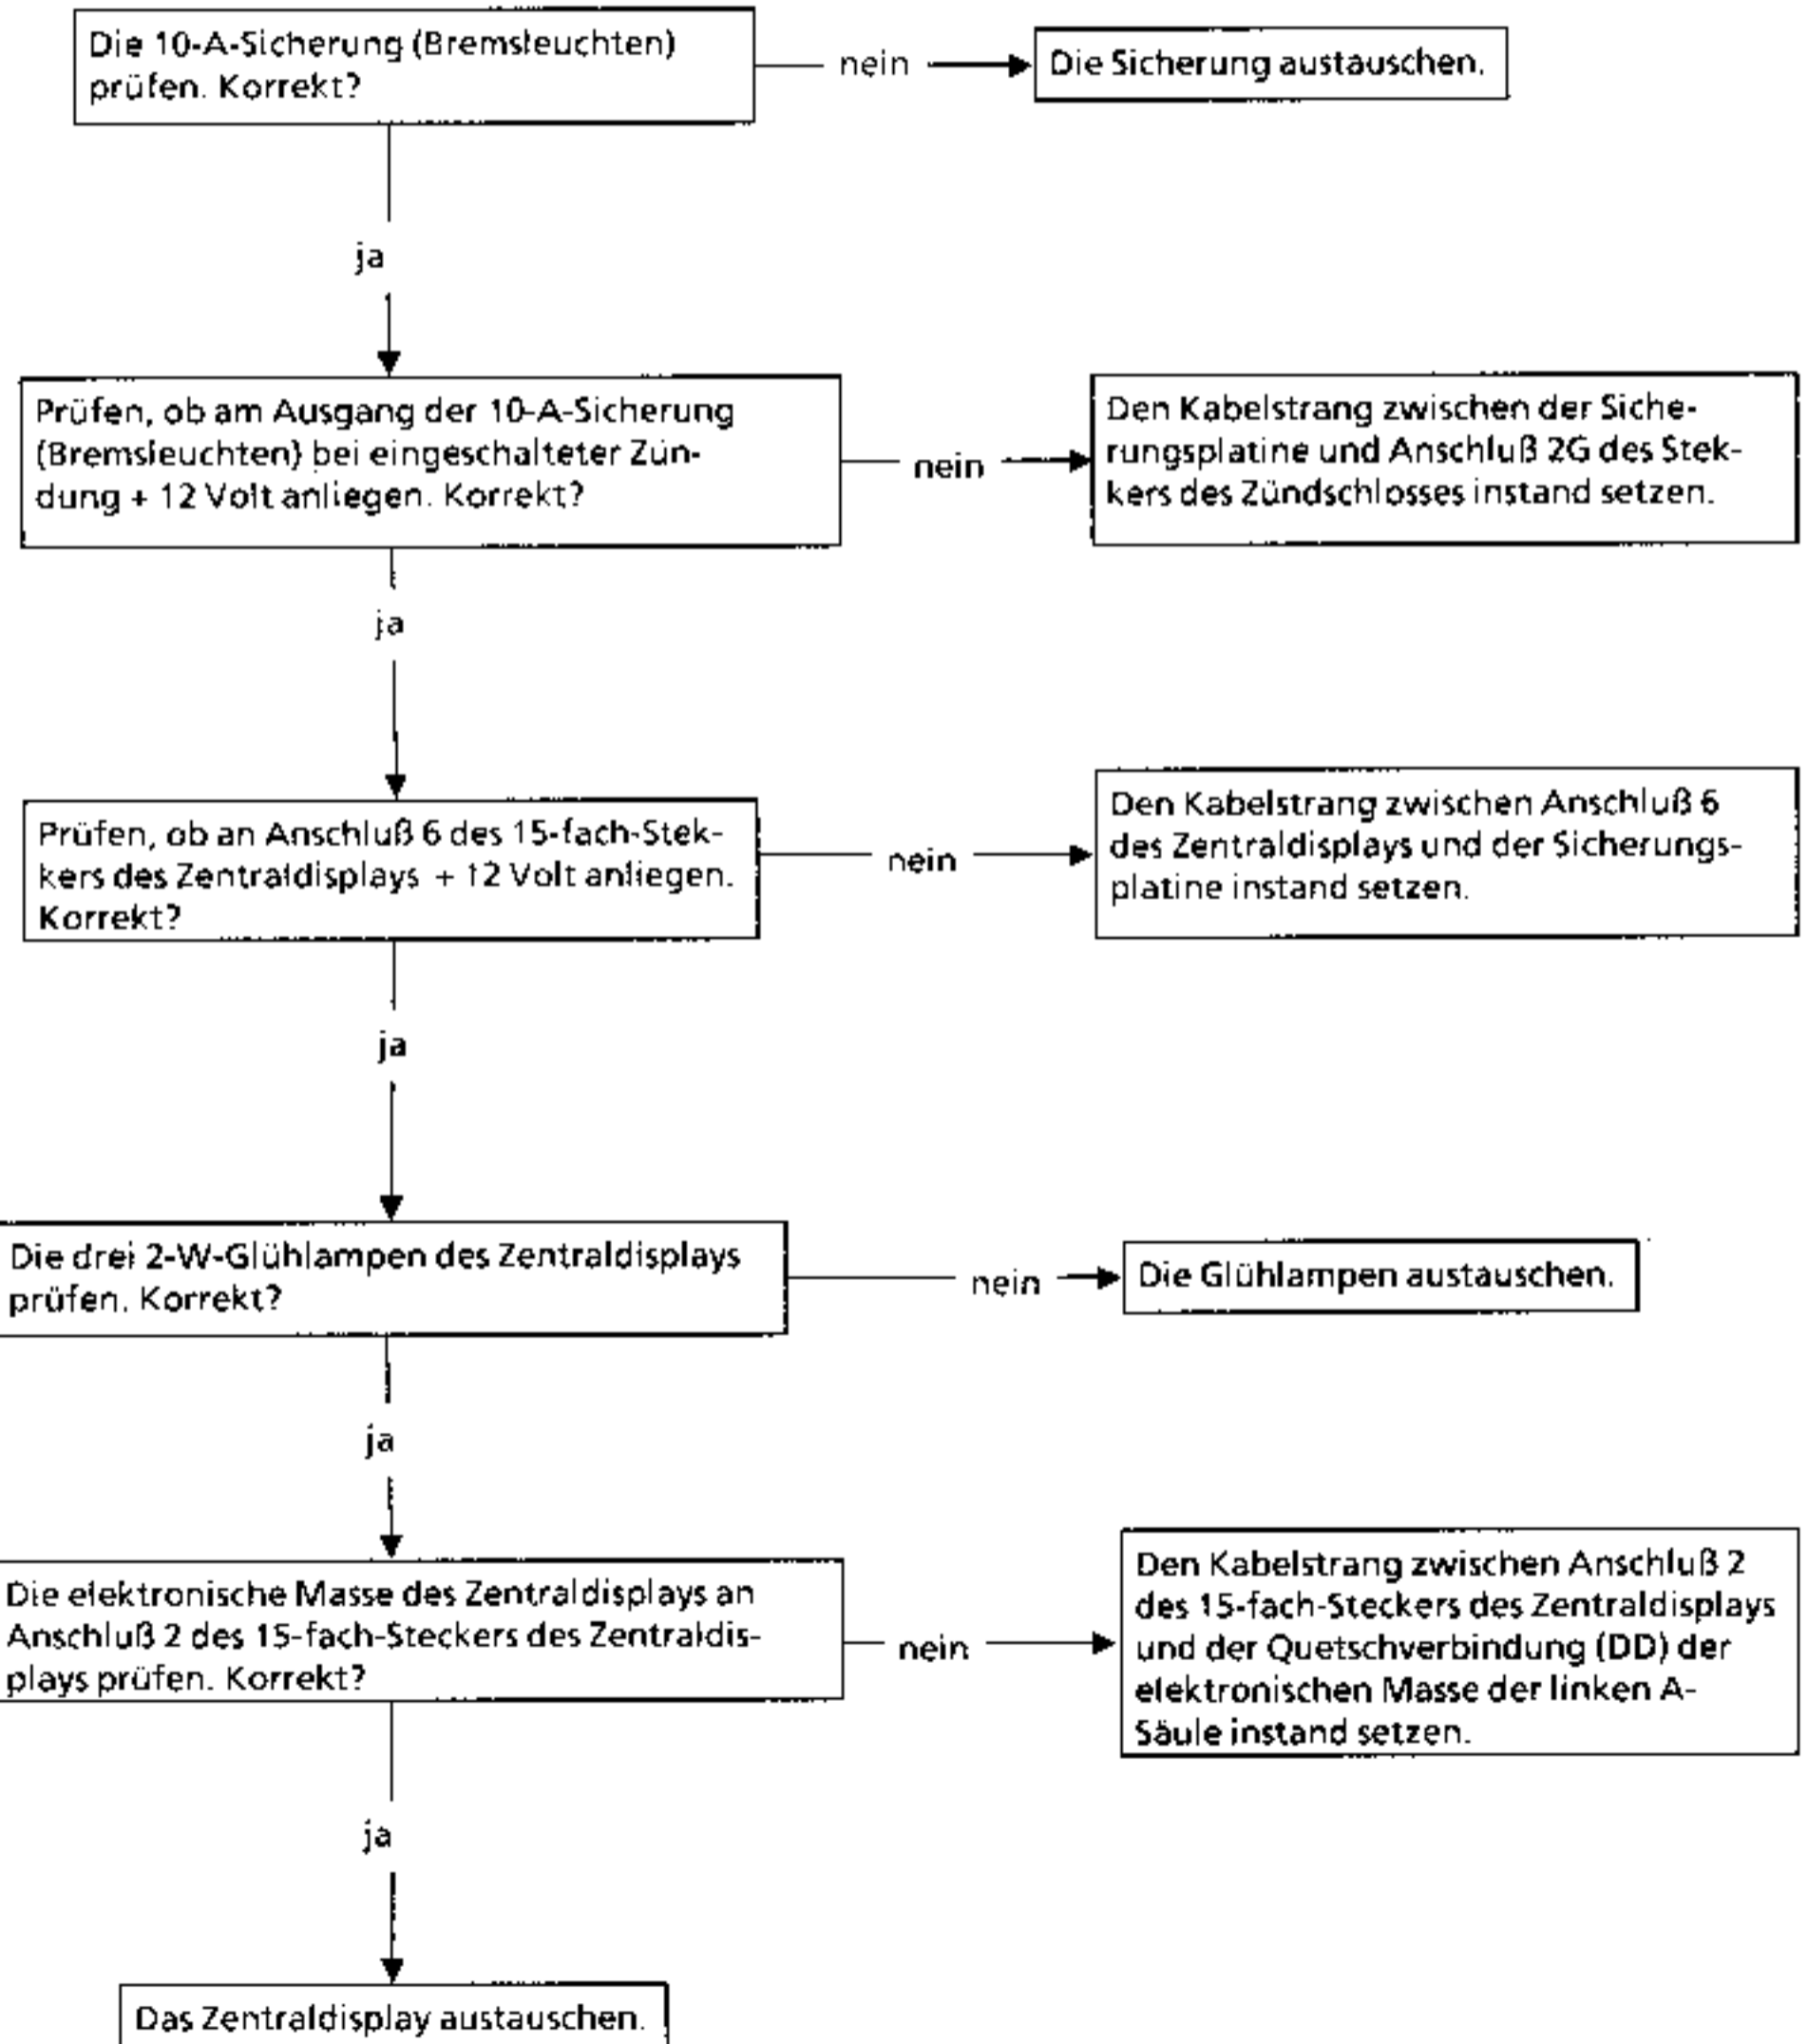 Die 10-A-Sicherung (Bremsleuchten)
prüfen. Korrekt?
nein
Die Sicherung austauschen.
ja
Prüfen, ob am Ausgang der 10-A-Sicherung
(Bremsleuchten) bei eingeschalteter Zün-
dung + 12 Volt anliegen. Korrekt?
nein
Den Kabelstrang zwischen der Siche-
rungsplatine und Anschluß 2G des Stek-
kers des Zündschlosses instand setzen.
ja
Prüfen, ob an Anschluß 6 des 15-fach-Stek-
kers des Zentraldisplays + 12 Volt anliegen.
Korrekt?
nein
Den Kabelstrang zwischen Anschluß 6
des Zentraldisplays und der Sicherungs-
platine instand setzen.
ja
Die drei 2-W-Glühlampen des Zentraldisplays
prüfen. Korrekt?
nein
Die Glühlampen austauschen.
ja
Die elektronische Masse des Zentraldisplays an
Anschluß 2 des 15-fach-Steckers des Zentraldis-
plays prüfen. Korrekt?
nein
Den Kabelstrang zwischen Anschluß 2
des 15-fach-Steckers des Zentraldisplays
und der Quetschverbindung (DD) der
elektronischen Masse der linken A-
Säule instand setzen.
ja
Das Zentraldisplay austauschen.